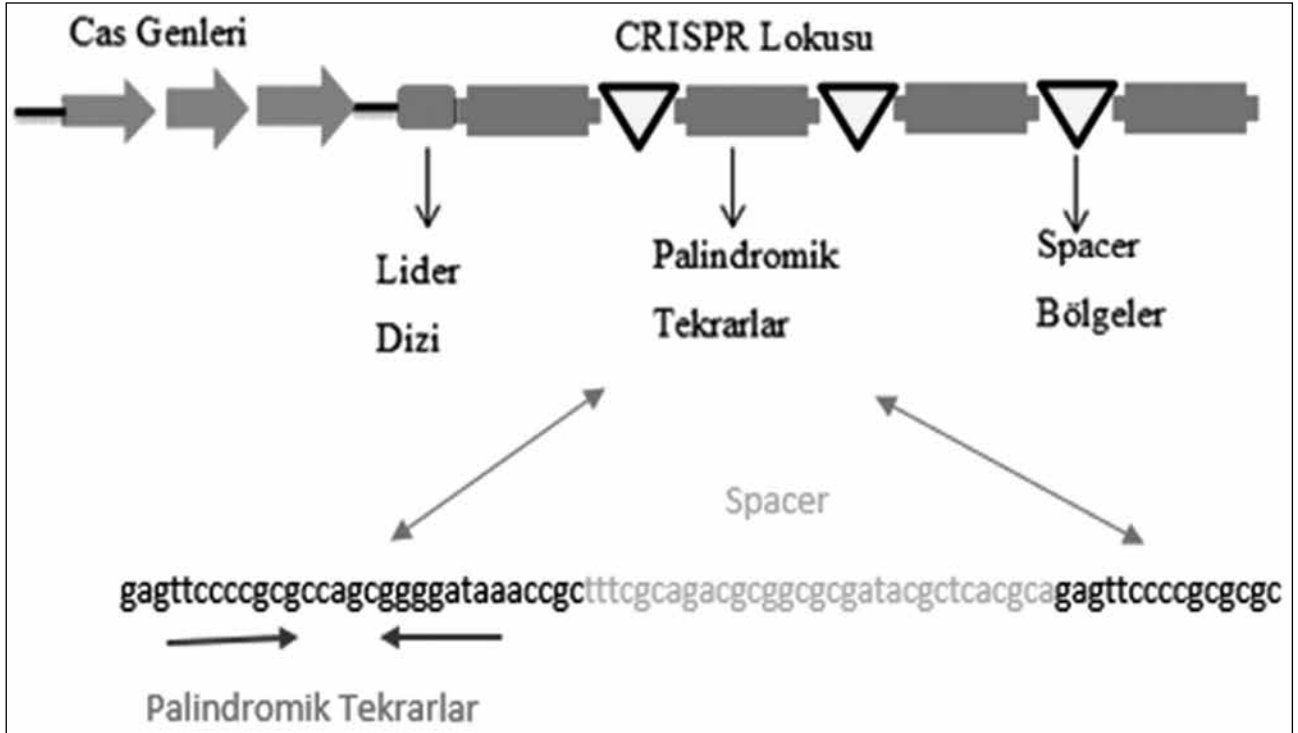 Cas Genleri
CRISPR Lokusu
Lider
Dizi
Palindromik
Tekrarlar
Spacer
Bölgeler
Spacer
gagttccccgcgccagcggggataaaccgctttcgcagacgcggcgcgatacgctcacgcagagttccccgcgcgc
Palindromik Tekrarlar